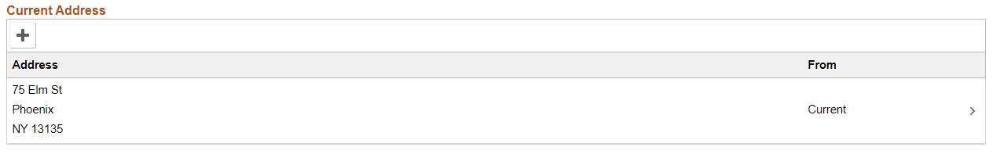 Current Address
Address From
75 Elm St
Phoenix Current
NY 13135